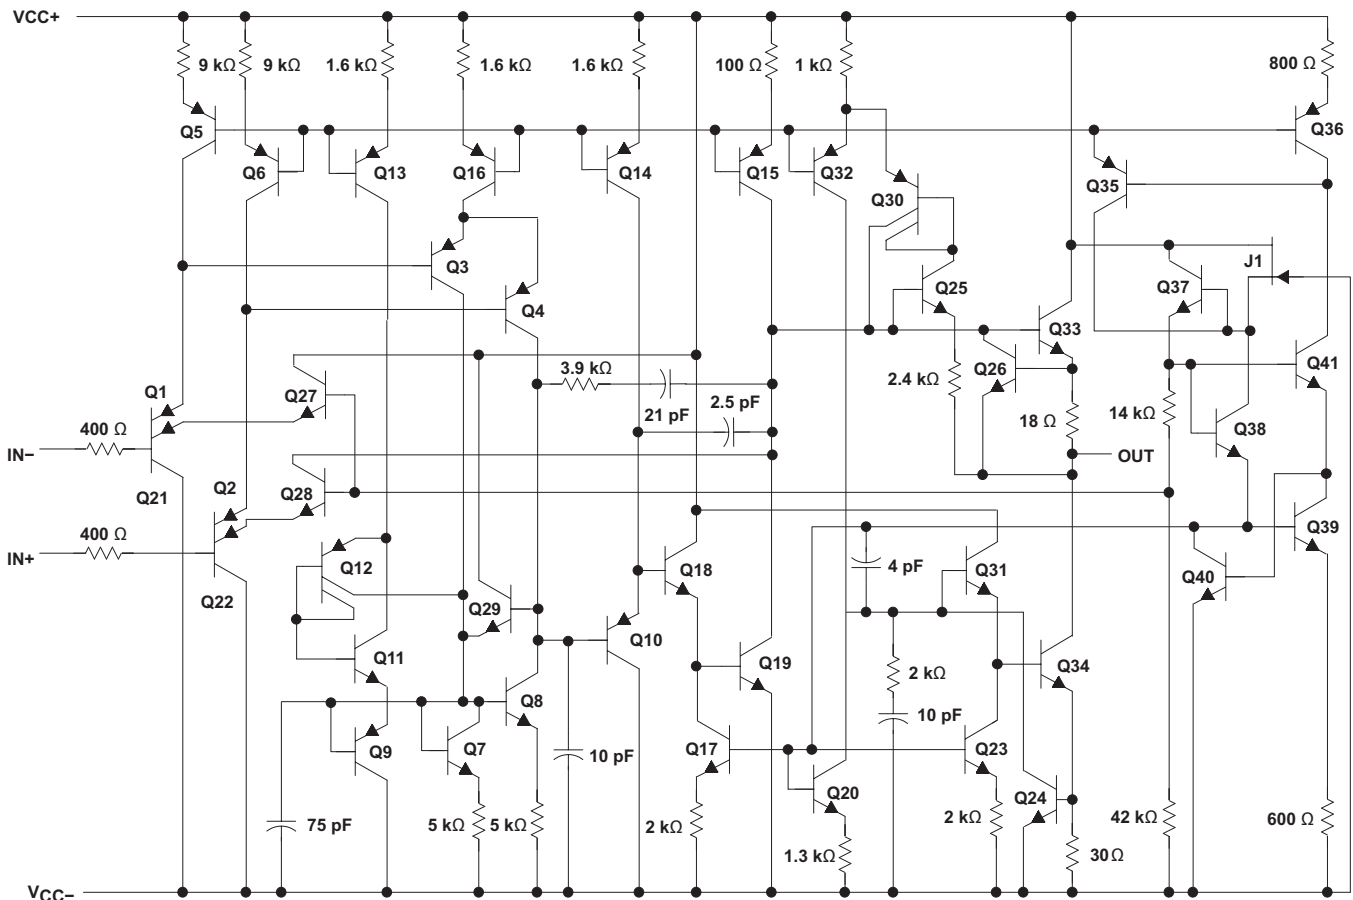 VCC+
9 kΩ
9 kΩ
1.6 kΩ
1.6 kΩ
1.6 kΩ
100 Ω
1 kΩ
800 Ω
Q5
Q36
Q6
Q13
Q16
Q14
Q15
Q32
Q30
Q35
Q3
J1
Q25
Q37
Q4
Q33
3.9 kΩ
Q26
2.4 kΩ
Q1
Q27
21 pF
2.5 pF
Q41
400 Ω
18 Ω
14 kΩ
Q38
IN−
OUT
Q21
Q2
Q28
400 Ω
Q39
IN+
Q12
Q18
4 pF
Q31
Q40
Q22
Q29
Q10
Q11
Q19
Q34
2 kΩ
Q8
10 pF
Q9
Q7
10 pF
Q17
Q23
Q20
Q24
75 pF
5 kΩ
5 kΩ
2 kΩ
2 kΩ
42 kΩ
600 Ω
1.3 kΩ
30Ω
VCC−